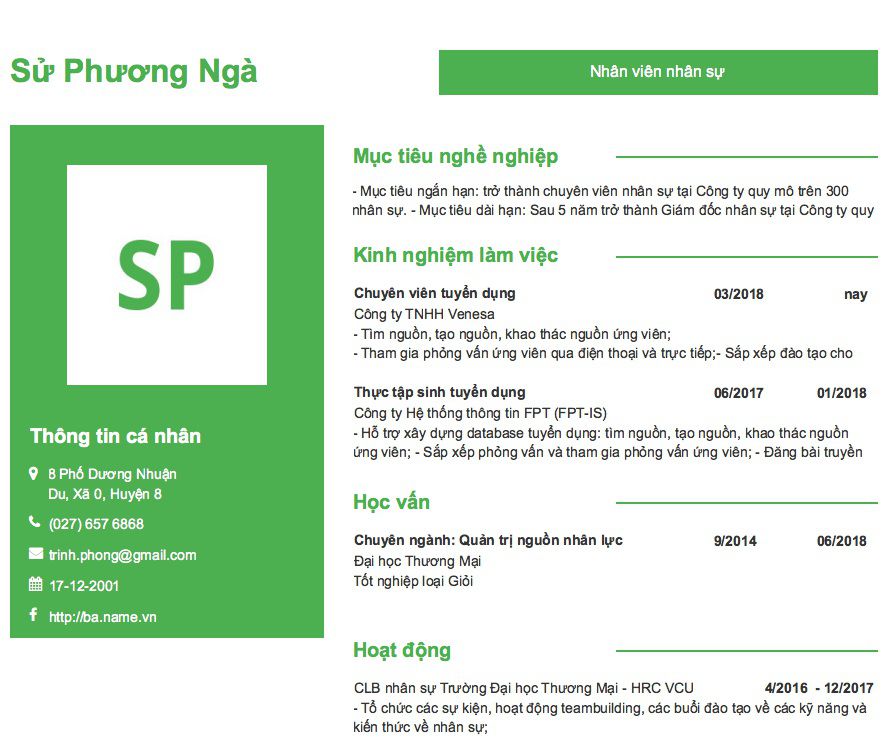 Sử Phương Ngà
Nhân viên nhân sự
SP
Thông tin cá nhân
8 Phố Dương Nhuận
Du, Xã 0, Huyện 8
(027) 657 6868
trinh.phong@gmail.com
17-12-2001
http://ba.name.vn
Mục tiêu nghề nghiệp
- Mục tiêu ngắn hạn: trở thành chuyên viên nhân sự tại Công ty quy mô trên 300
nhân sự. - Mục tiêu dài hạn: Sau 5 năm trở thành Giám đốc nhân sự tại Công ty quy
Kinh nghiệm làm việc
Chuyên viên tuyển dụng 03/2018 nay
Công ty TNHH Venesa
- Tìm nguồn, tạo nguồn, khao thác nguồn ứng viên;
- Tham gia phỏng vấn ứng viên qua điện thoại và trực tiếp;- Sắp xếp đào tạo cho
Thực tập sinh tuyển dụng 06/2017 01/2018
Công ty Hệ thống thông tin FPT (FPT-IS)
- Hỗ trợ xây dựng database tuyển dụng: tìm nguồn, tạo nguồn, khao thác nguồn
ứng viên; - Sắp xếp phỏng vấn và tham gia phỏng vấn ứng viên; - Đăng bài truyền
Học vấn
Chuyên ngành: Quản trị nguồn nhân lực 9/2014 06/2018
Đại học Thương Mại
Tốt nghiệp loại Giỏi
Hoạt động
CLB nhân sự Trường Đại học Thương Mại - HRC VCU 4/2016 - 12/2017
- Tổ chức các sự kiện, hoạt động teambuilding, các buổi đào tạo về các kỹ năng và
kiến thức về nhân sự;